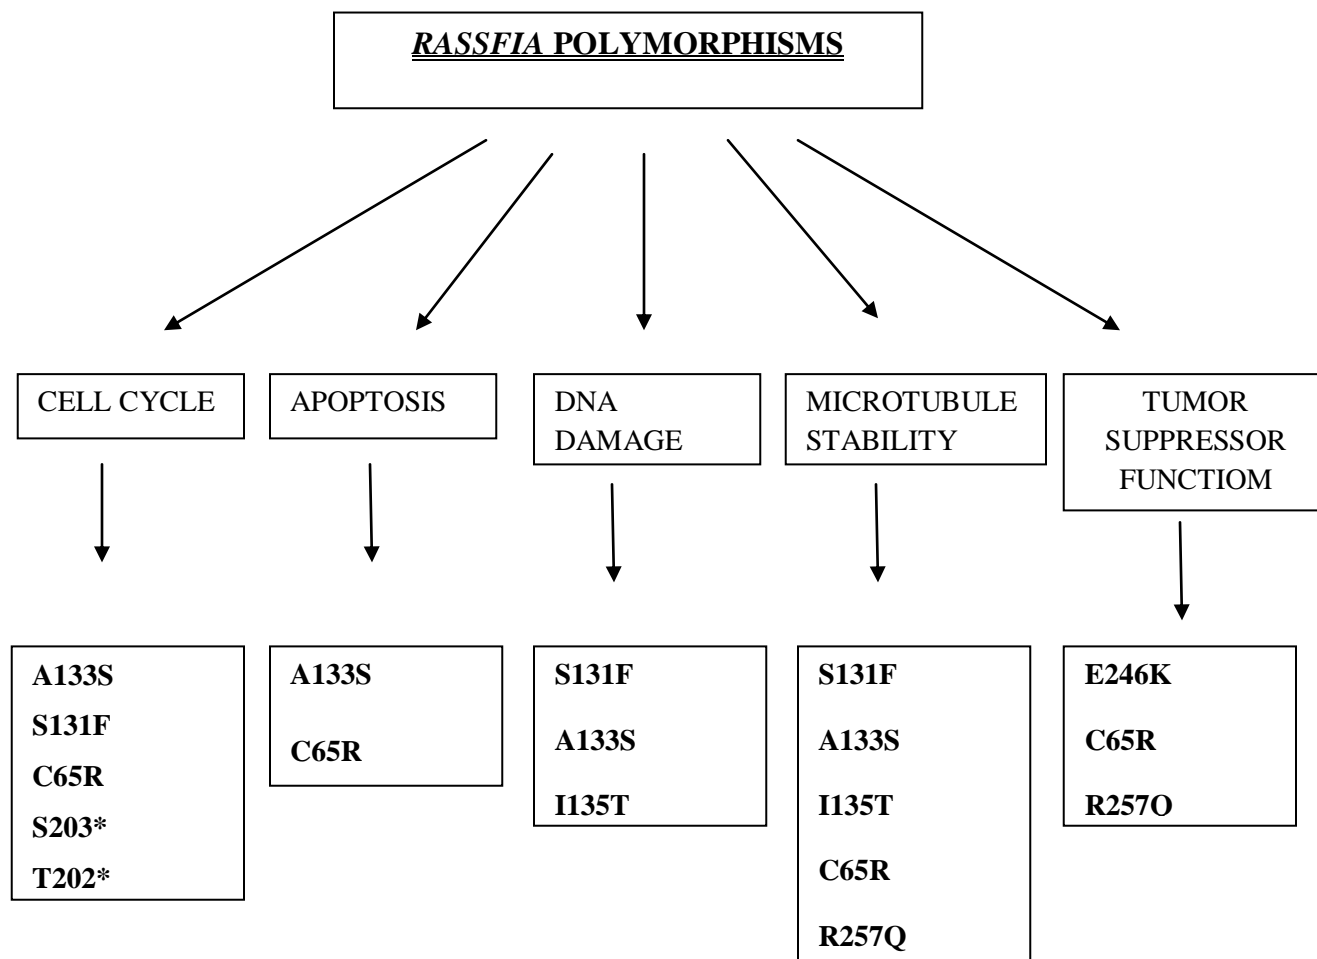 RASSFIA POLYMORPHISMS
CELL CYCLE
APOPTOSIS
DNA
DAMAGE
MICROTUBULE
STABILITY
TUMOR
SUPPRESSOR
FUNCTIOM
A133S
S131F
C65R
S203*
T202*
A133S
C65R
S131F
A133S
I135T
S131F
A133S
I135T
C65R
R257Q
E246K
C65R
R257O